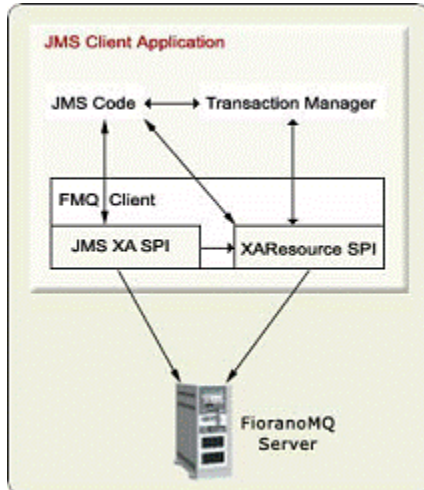 JMS Client Application
JMS Code
Transaction Manager
FMQ Client
JMS XA SPI
XAResource SPI
FioranoMQ
Server